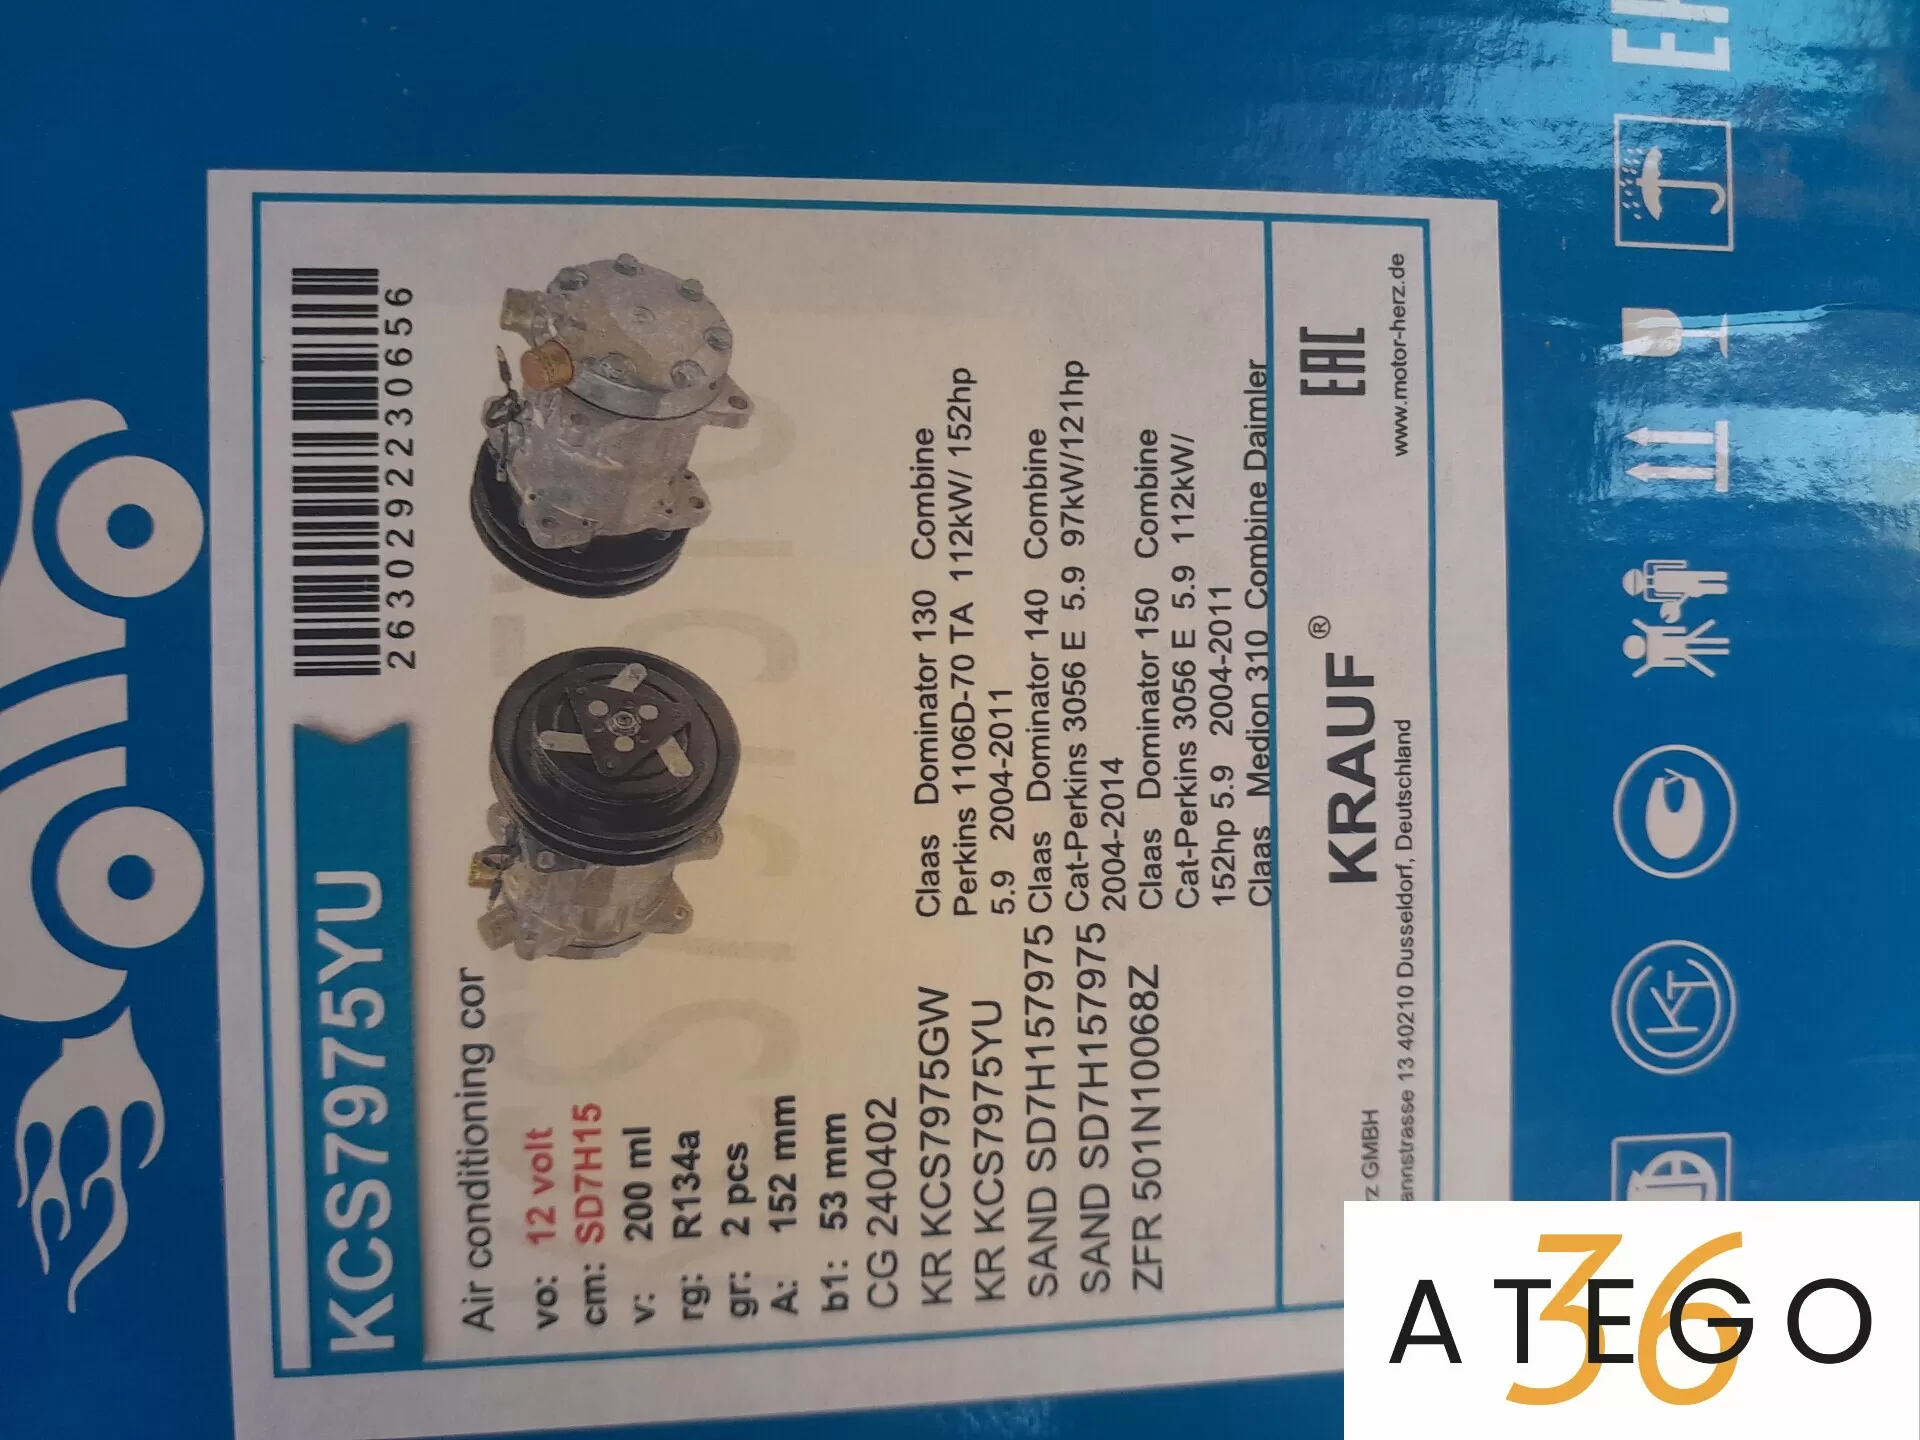 KCS7975YU
2630292230656
Air conditioning cor
vo: 12 volt
cm: SD7H15
v: 200 ml
rg: R134a
gr: 2 pcs
A: 152 mm
b1: 53 mm
CG 240402
KR KCS7975GW
KR KCS7975YU
SAND SD7H157975
SAND SD7H157975
ZFR 501N10068Z
Claas Dominator 130 Combine
Perkins 1106D-70 TA 112kW/ 152hp
5.9 2004-2011
Claas Dominator 140 Combine
Cat-Perkins 3056 E 5.9 97kW/121hp
2004-2014
Claas Dominator 150 Combine
Cat-Perkins 3056 E 5.9 112kW/
152hp 5.9 2004-2011
Claas Medion 310 Combine Daimler
KRAUF ®
EAC
z GMBH
annstrasse 13 40210 Dusseldorf, Deutschland
www.motor-herz.de
KT
ATEGO
36